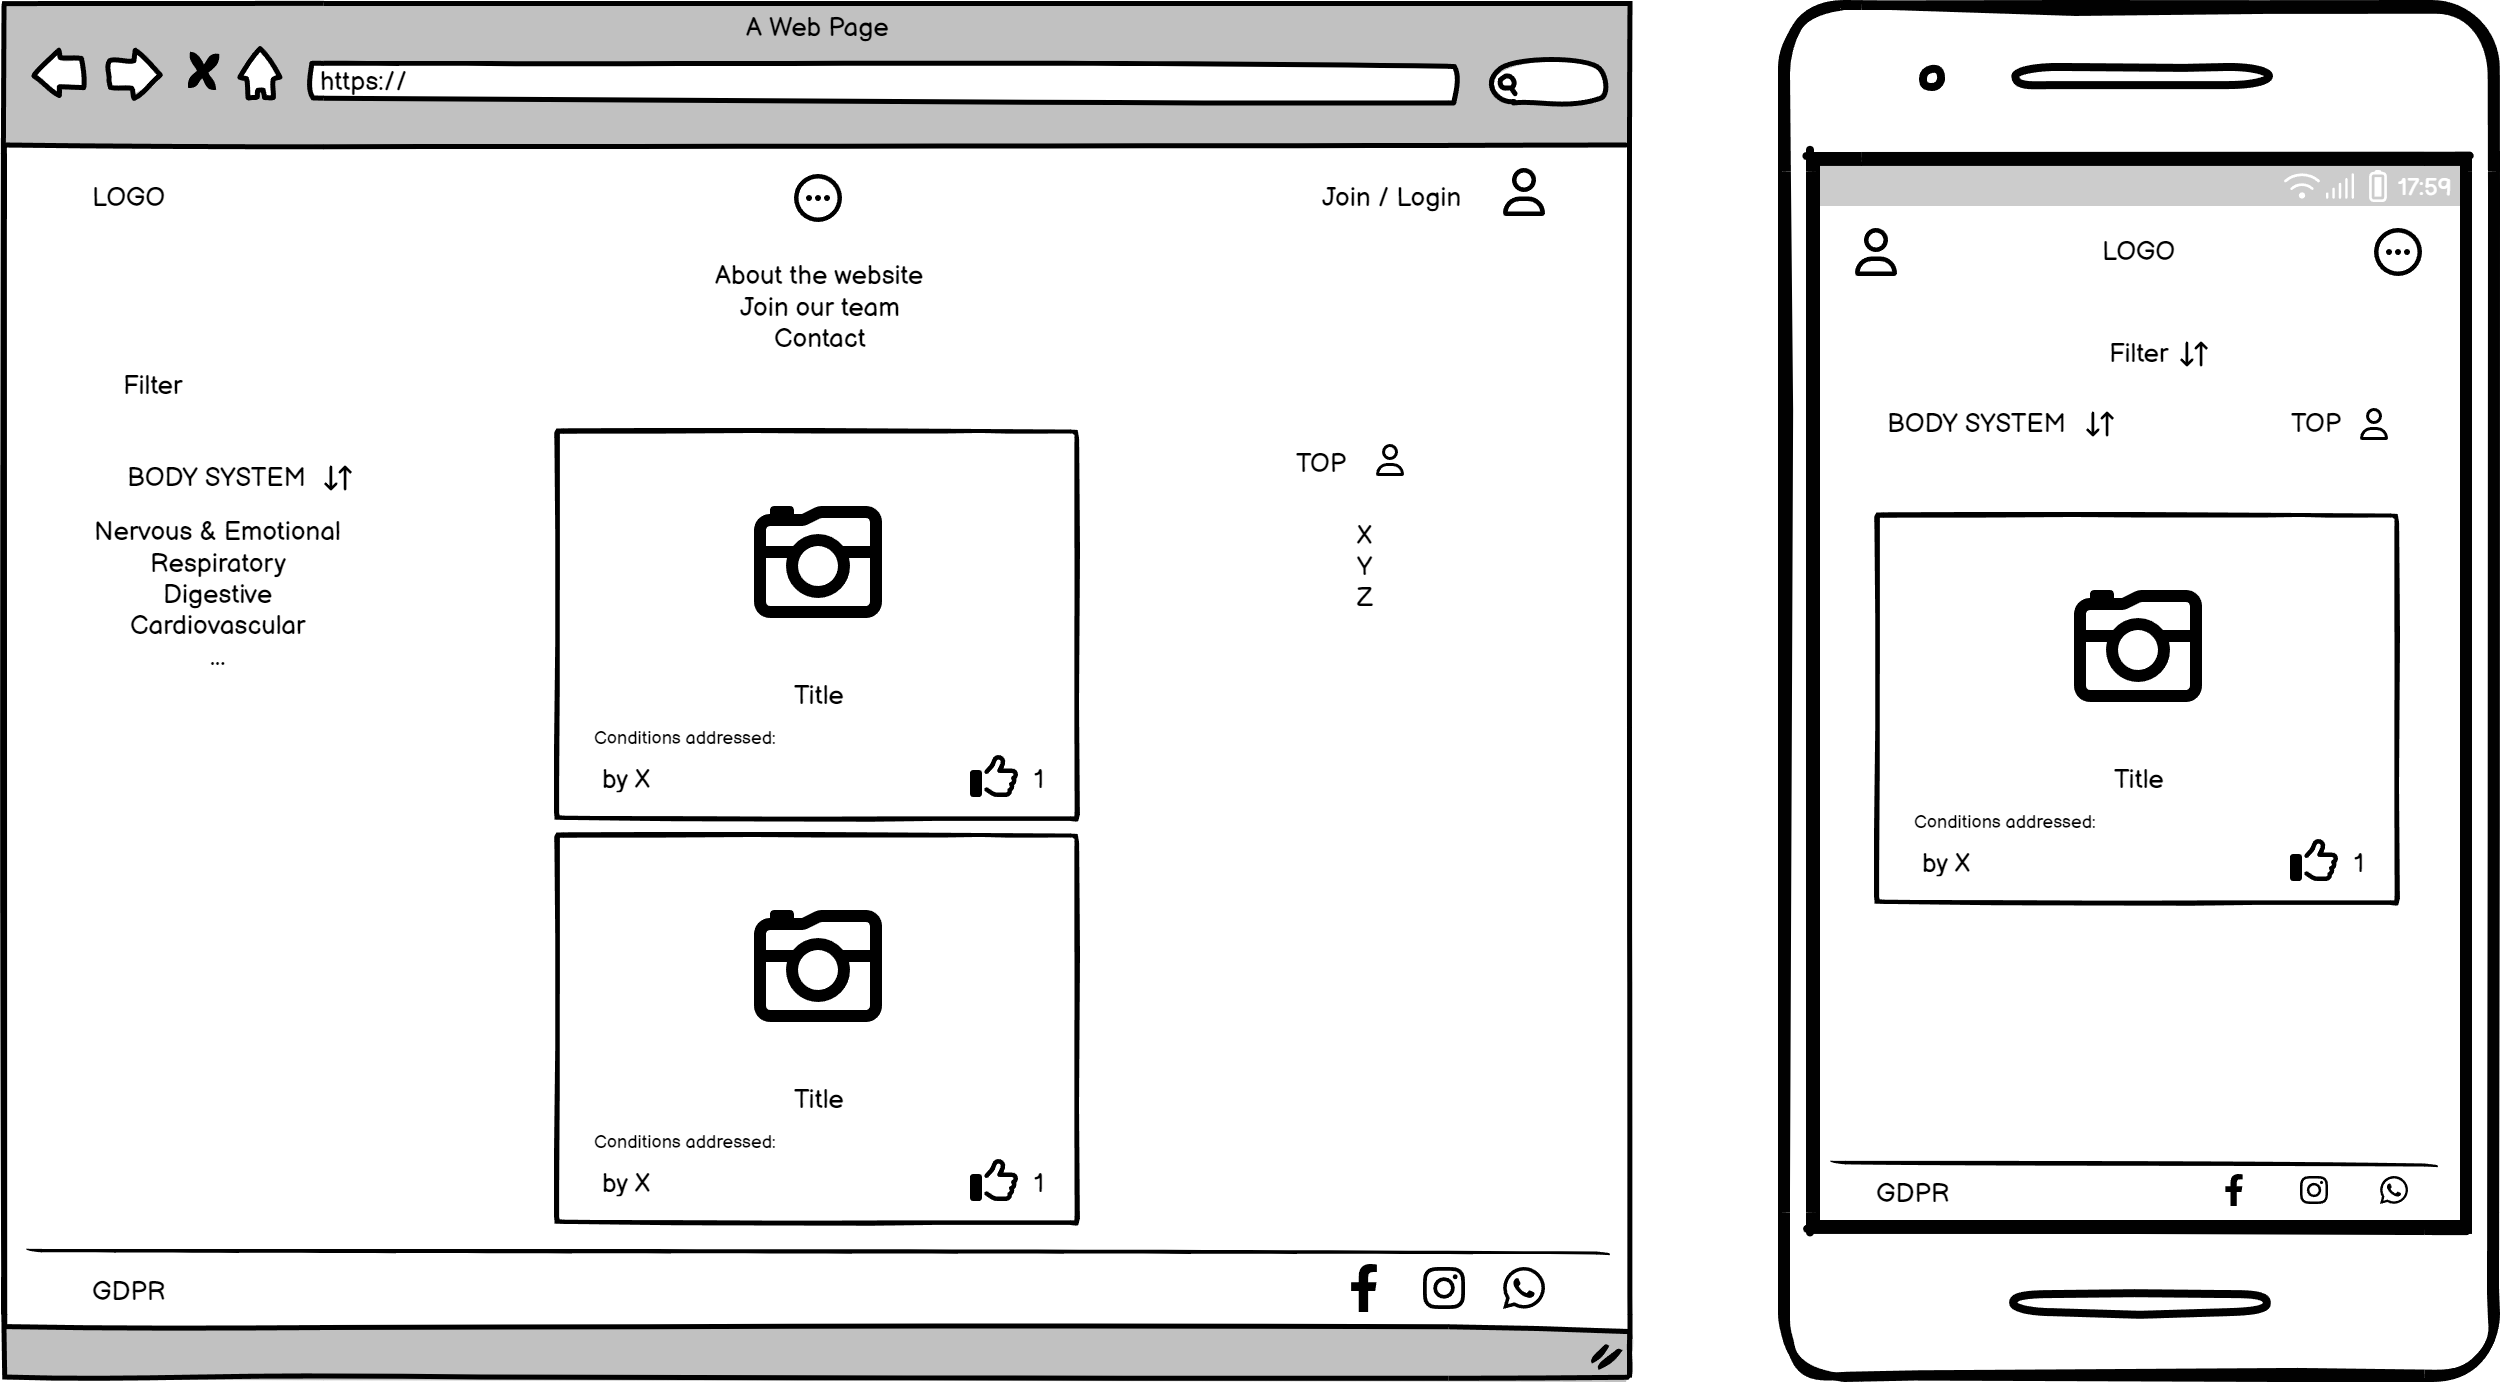 A Web Page
https://
LOGO
Join / Login
About the website
Join our team
Contact
Filter
BODY SYSTEM
Nervous & Emotional
Respiratory
Digestive
Cardiovascular
...
Title
Conditions addressed:
by X
1
Title
Conditions addressed:
by X
1
TOP
X
Y
Z
GDPR
17:59
LOGO
Filter
BODY SYSTEM
TOP
Title
Conditions addressed:
by X
1
GDPR